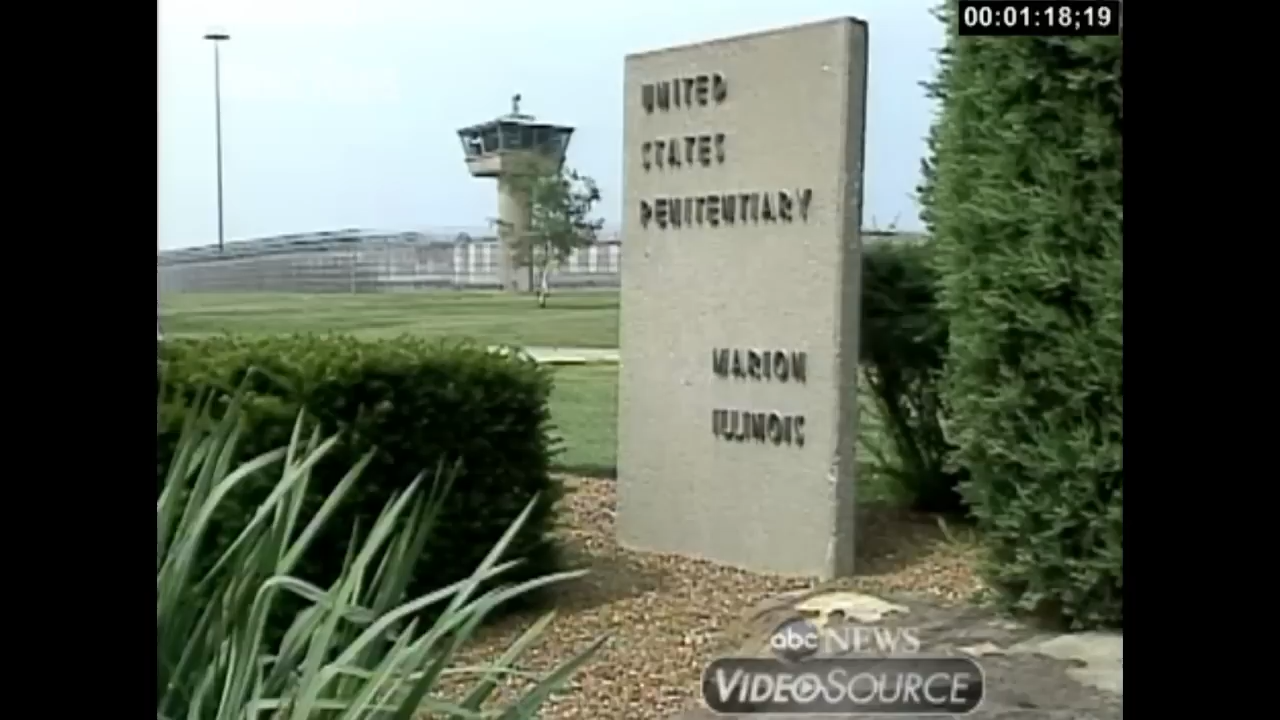 00:01:18;19
UNITED
STATES
PENITENTIARY
MARION
ILLINOIS
abc NEWS
VIDEOSOURCE